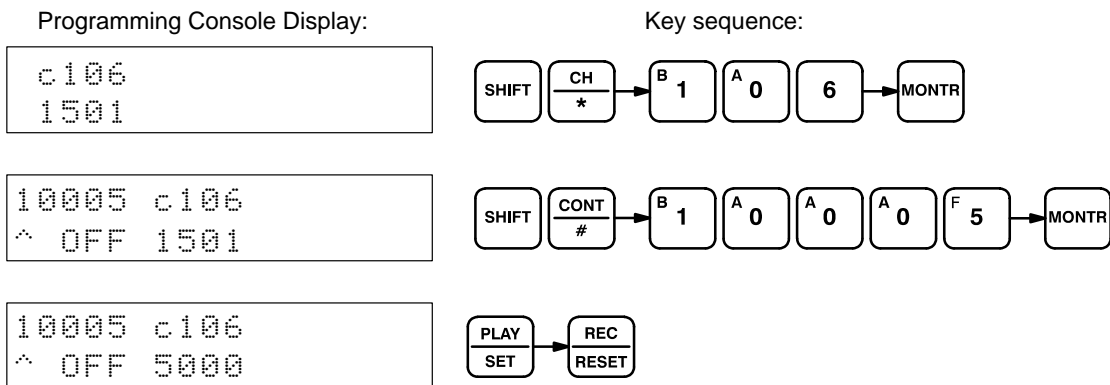 Programming Console Display: Key sequence:
c106
1501
SHIFT CH * B 1 A 0 6 MONTR
10005 c106
^ OFF 1501
SHIFT CONT # B 1 A 0 A 0 A 0 F 5 MONTR
10005 c106
^ OFF 5000
PLAY SET REC RESET